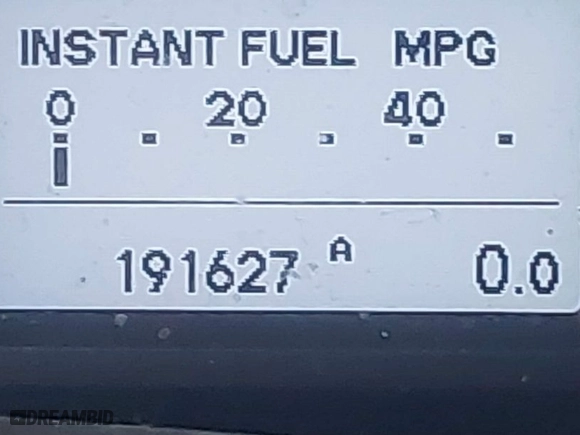 INSTANT FUEL MPG
0 20 40
191627 A 0.0
DREAMBID